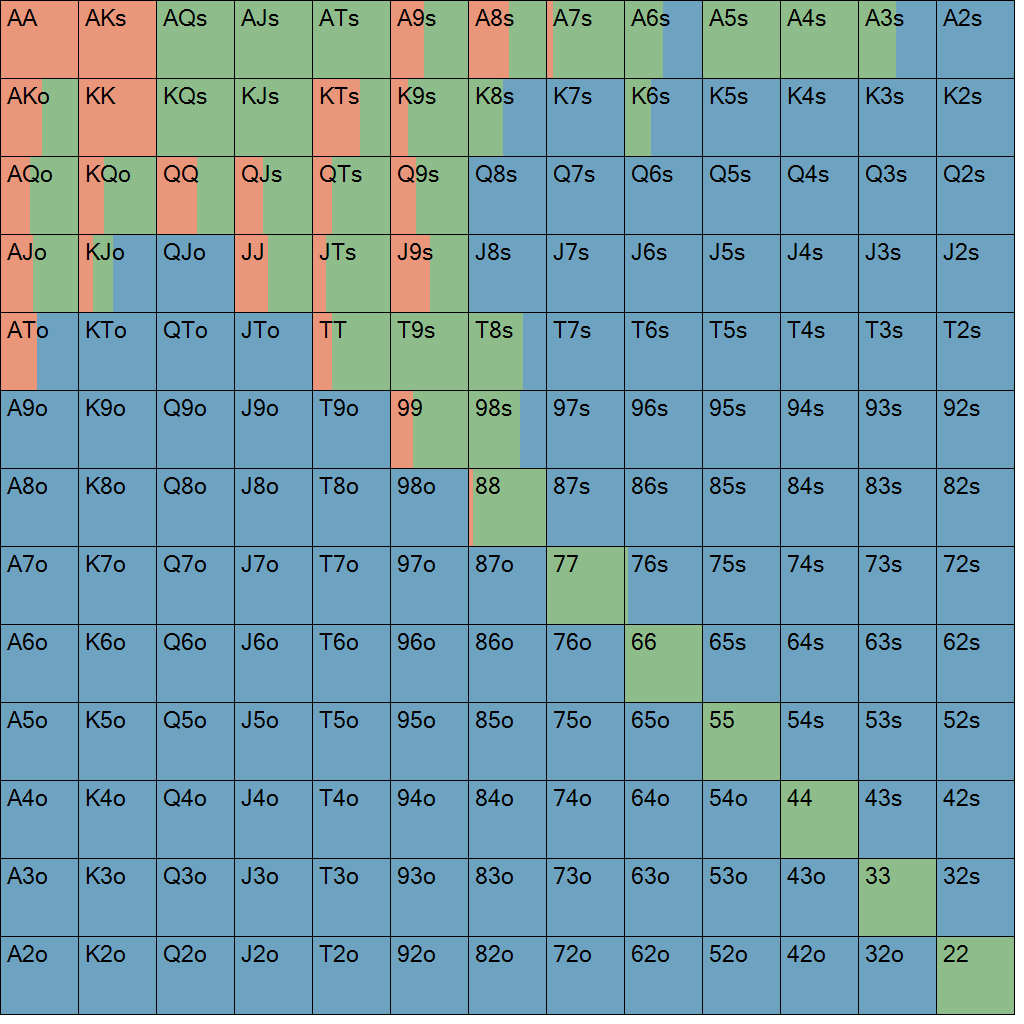 AA AKs AQs AJs ATs A9s A8s A7s A6s A5s A4s A3s A2s
AKo KK KQs KJs KTs K9s K8s K7s K6s K5s K4s K3s K2s
AQo KQo QQ QJs QTs Q9s Q8s Q7s Q6s Q5s Q4s Q3s Q2s
AJo KJo QJo JJ JTs J9s J8s J7s J6s J5s J4s J3s J2s
ATo KTo QTo JTo TT T9s T8s T7s T6s T5s T4s T3s T2s
A9o K9o Q9o J9o T9o 99 98s 97s 96s 95s 94s 93s 92s
A8o K8o Q8o J8o T8o 98o 88 87s 86s 85s 84s 83s 82s
A7o K7o Q7o J7o T7o 97o 87o 77 76s 75s 74s 73s 72s
A6o K6o Q6o J6o T6o 96o 86o 76o 66 65s 64s 63s 62s
A5o K5o Q5o J5o T5o 95o 85o 75o 65o 55 54s 53s 52s
A4o K4o Q4o J4o T4o 94o 84o 74o 64o 54o 44 43s 42s
A3o K3o Q3o J3o T3o 93o 83o 73o 63o 53o 43o 33 32s
A2o K2o Q2o J2o T2o 92o 82o 72o 62o 52o 42o 32o 22